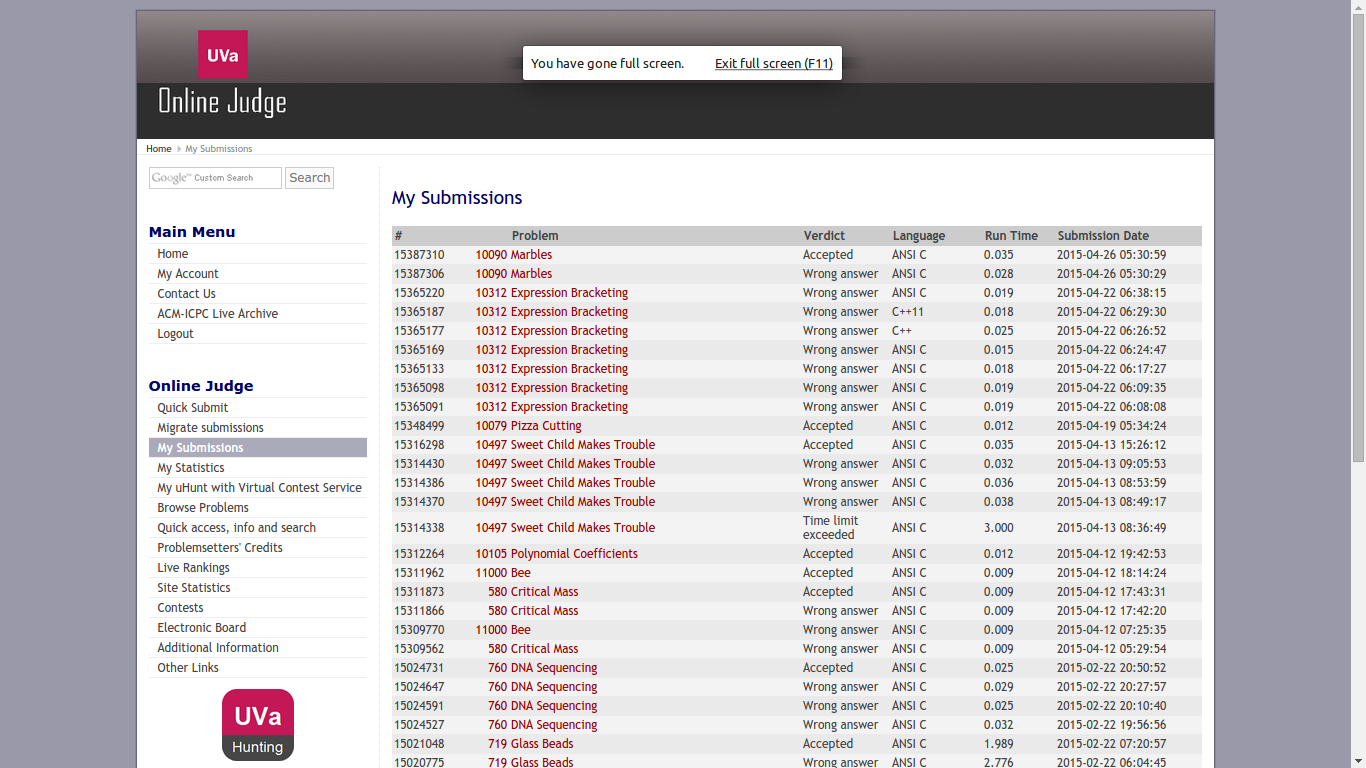 UVa
Online Judge
You have gone full screen. Exit full screen (F11)
Home My Submissions
Google™ Custom Search Search
Main Menu
Home
My Account
Contact Us
ACM-ICPC Live Archive
Logout
Online Judge
Quick Submit
Migrate submissions
My Submissions
My Statistics
My uHunt with Virtual Contest Service
Browse Problems
Quick access, info and search
Problemsetters' Credits
Live Rankings
Site Statistics
Contests
Electronic Board
Additional Information
Other Links
UVa
Hunting
My Submissions
# Problem Verdict Language Run Time Submission Date
15387310 10090 Marbles Accepted ANSI C 0.035 2015-04-26 05:30:59
15387306 10090 Marbles Wrong answer ANSI C 0.028 2015-04-26 05:30:29
15365220 10312 Expression Bracketing Wrong answer ANSI C 0.019 2015-04-22 06:38:15
15365187 10312 Expression Bracketing Wrong answer C++11 0.018 2015-04-22 06:29:30
15365177 10312 Expression Bracketing Wrong answer C++ 0.025 2015-04-22 06:26:52
15365169 10312 Expression Bracketing Wrong answer ANSI C 0.015 2015-04-22 06:24:47
15365133 10312 Expression Bracketing Wrong answer ANSI C 0.018 2015-04-22 06:17:27
15365098 10312 Expression Bracketing Wrong answer ANSI C 0.019 2015-04-22 06:09:35
15365091 10312 Expression Bracketing Wrong answer ANSI C 0.019 2015-04-22 06:08:08
15348499 10079 Pizza Cutting Accepted ANSI C 0.012 2015-04-19 05:34:24
15316298 10497 Sweet Child Makes Trouble Accepted ANSI C 0.035 2015-04-13 15:26:12
15314430 10497 Sweet Child Makes Trouble Wrong answer ANSI C 0.032 2015-04-13 09:05:53
15314386 10497 Sweet Child Makes Trouble Wrong answer ANSI C 0.036 2015-04-13 08:53:59
15314370 10497 Sweet Child Makes Trouble Wrong answer ANSI C 0.038 2015-04-13 08:49:17
15314338 10497 Sweet Child Makes Trouble Time limit exceeded ANSI C 3.000 2015-04-13 08:36:49
15312264 10105 Polynomial Coefficients Accepted ANSI C 0.012 2015-04-12 19:42:53
15311962 11000 Bee Accepted ANSI C 0.009 2015-04-12 18:14:24
15311873 580 Critical Mass Accepted ANSI C 0.009 2015-04-12 17:43:31
15311866 580 Critical Mass Wrong answer ANSI C 0.009 2015-04-12 17:42:20
15309770 11000 Bee Wrong answer ANSI C 0.009 2015-04-12 07:25:35
15309562 580 Critical Mass Wrong answer ANSI C 0.009 2015-04-12 05:29:54
15024731 760 DNA Sequencing Accepted ANSI C 0.025 2015-02-22 20:50:52
15024647 760 DNA Sequencing Wrong answer ANSI C 0.029 2015-02-22 20:27:57
15024591 760 DNA Sequencing Wrong answer ANSI C 0.025 2015-02-22 20:10:40
15024527 760 DNA Sequencing Wrong answer ANSI C 0.032 2015-02-22 19:56:56
15021048 719 Glass Beads Accepted ANSI C 1.989 2015-02-22 07:20:57
15020775 719 Glass Beads Wrong answer ANSI C 2.776 2015-02-22 06:04:45